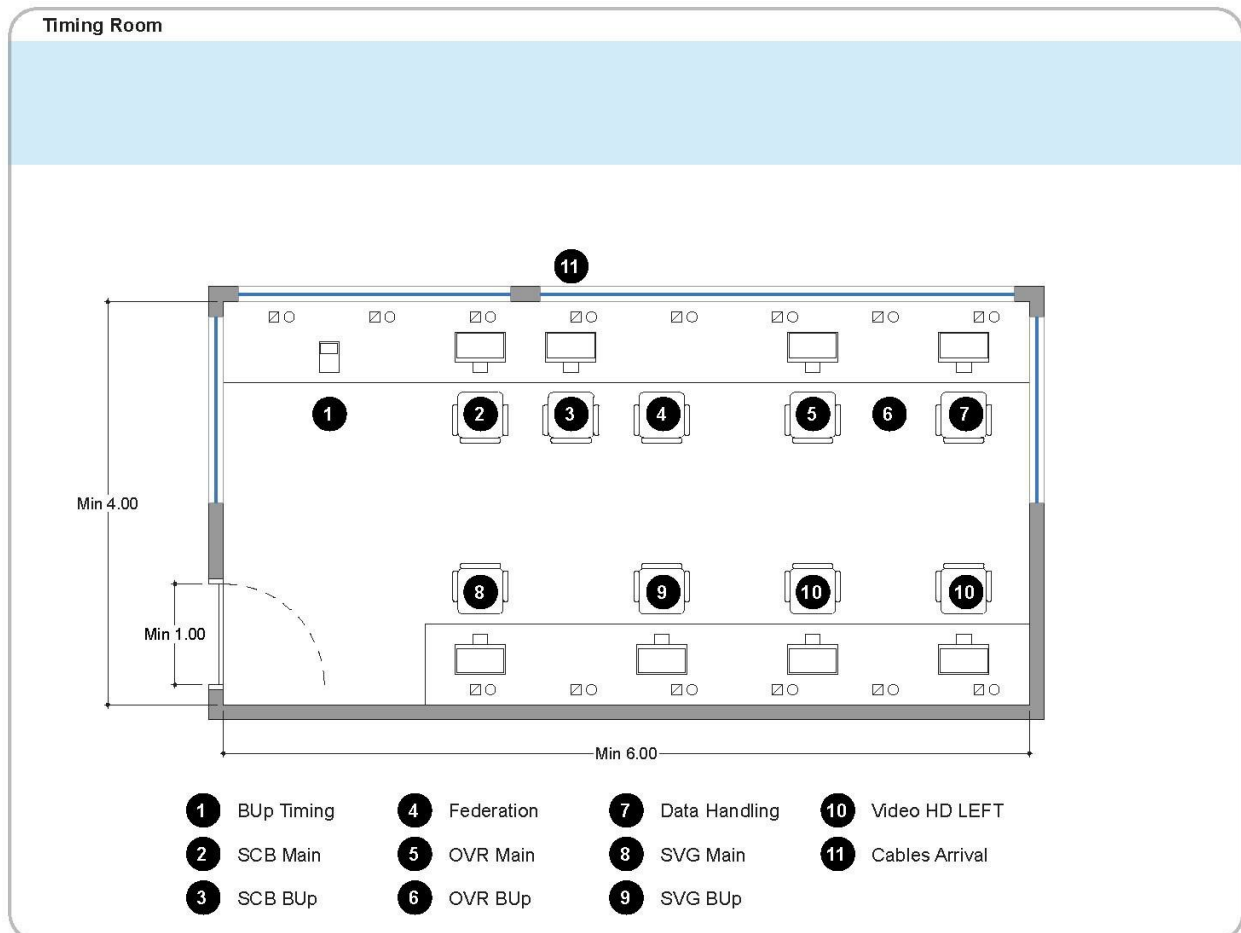 Timing Room
11
1 2 3 4 5 6 7
Min 4.00
8 9 10 10
Min 1.00
Min 6.00
1 BUp Timing 4 Federation 7 Data Handling 10 Video HD LEFT
2 SCB Main 5 OVR Main 8 SVG Main 11 Cables Arrival
3 SCB BUp 6 OVR BUp 9 SVG BUp